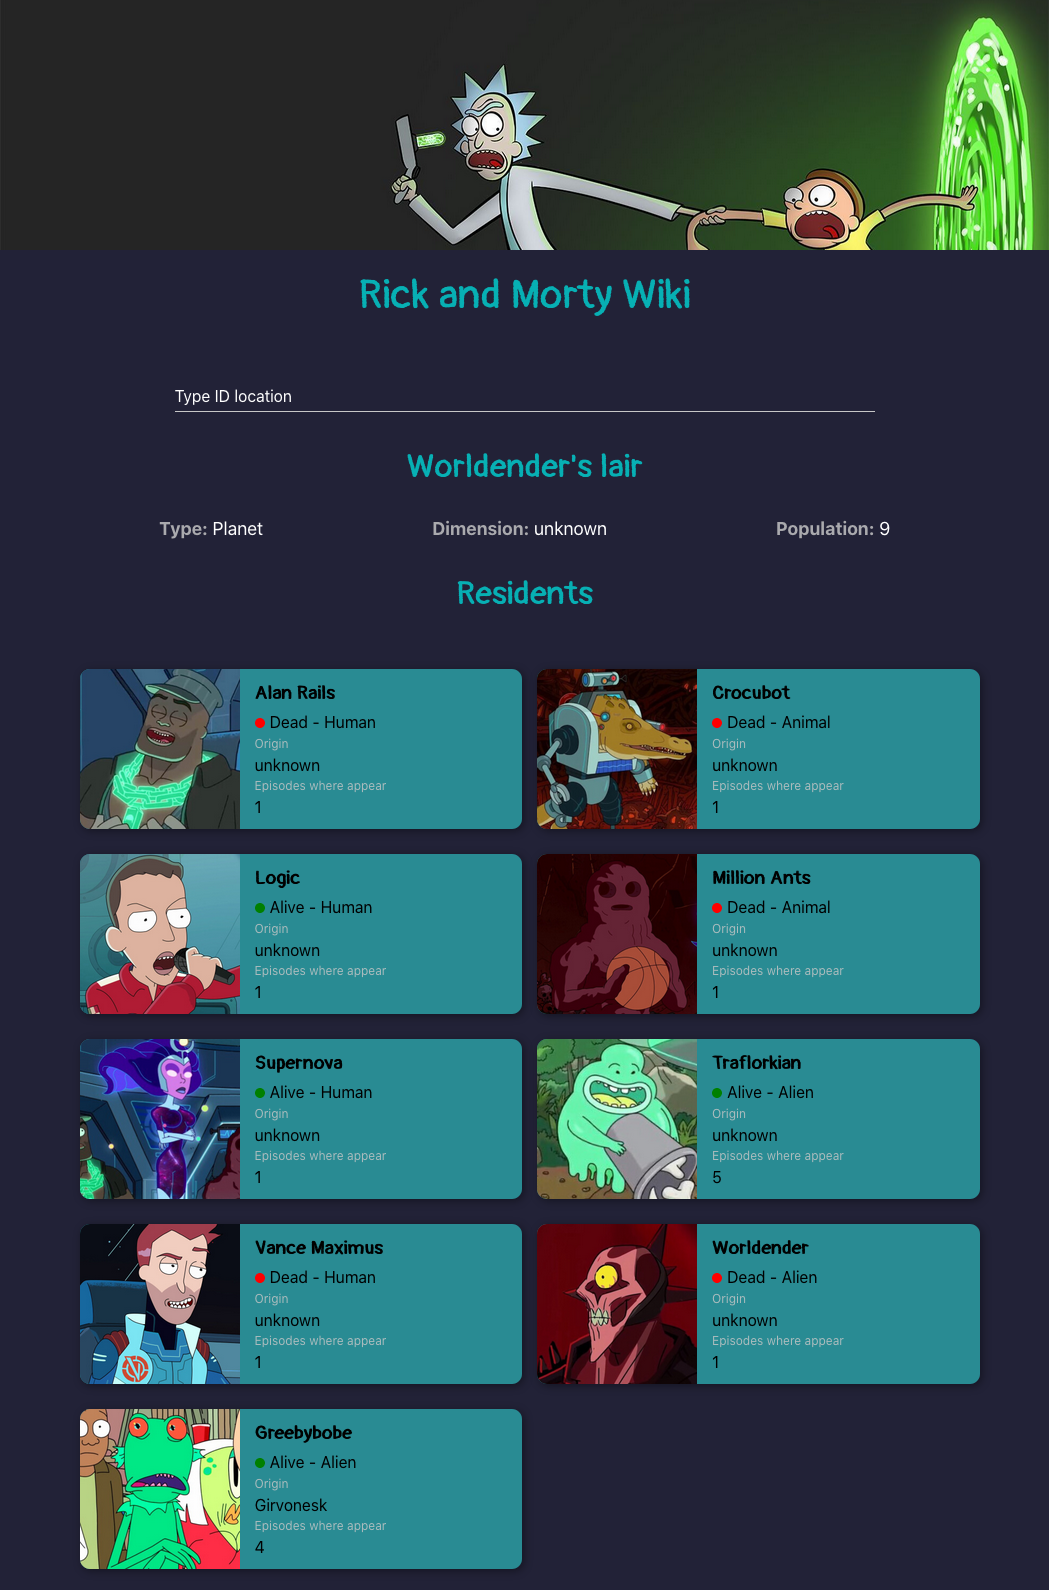 Rick and Morty Wiki
Type ID location
Worldender's lair
Type: Planet Dimension: unknown Population: 9
Residents
Alan Rails
Dead - Human
Origin
unknown
Episodes where appear
1
Crocubot
Dead - Animal
Origin
unknown
Episodes where appear
1
Logic
Alive - Human
Origin
unknown
Episodes where appear
1
Million Ants
Dead - Animal
Origin
unknown
Episodes where appear
1
Supernova
Alive - Human
Origin
unknown
Episodes where appear
1
Traflorkian
Alive - Alien
Origin
unknown
Episodes where appear
5
Vance Maximus
Dead - Human
Origin
unknown
Episodes where appear
1
Worldender
Dead - Alien
Origin
unknown
Episodes where appear
1
Greebybobe
Alive - Alien
Origin
Girvonesk
Episodes where appear
4